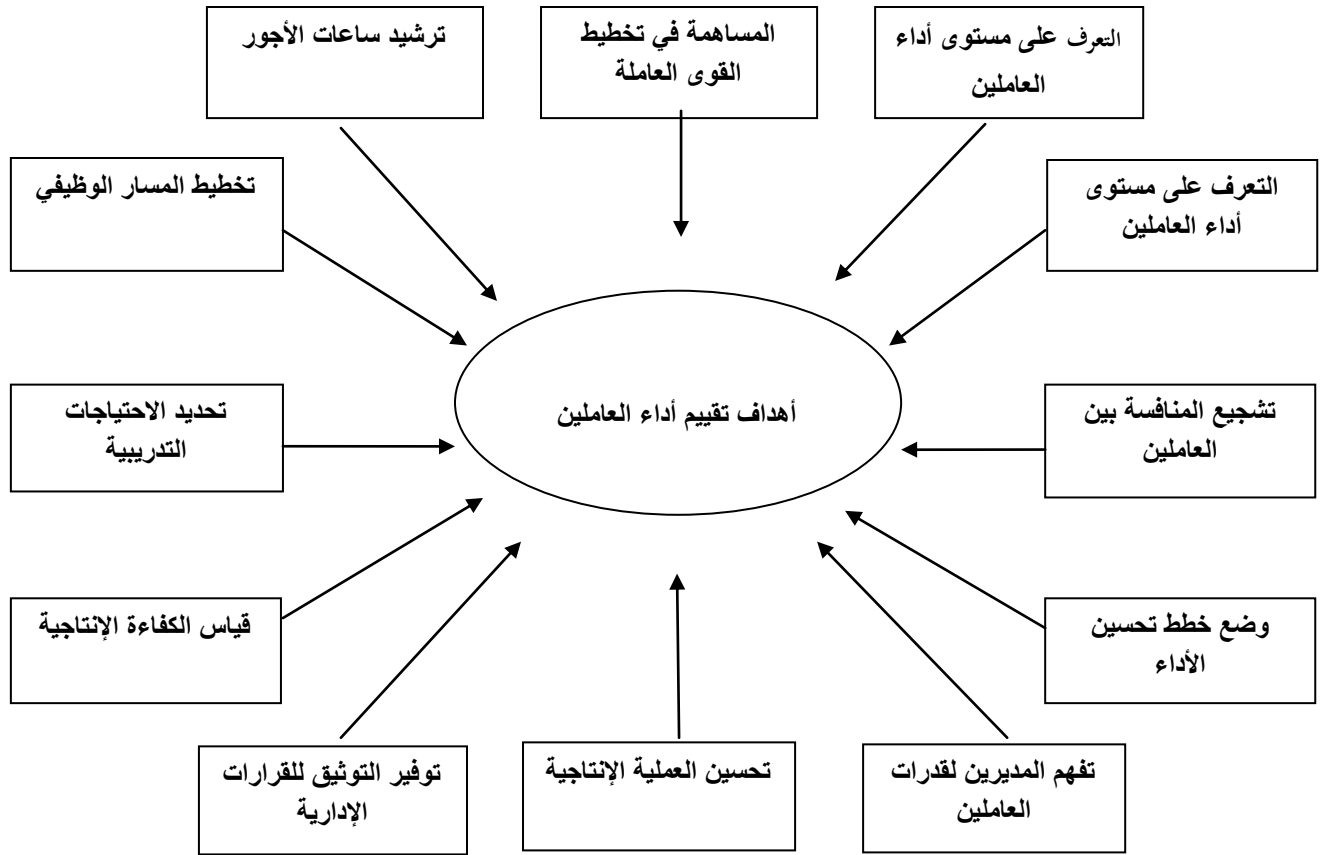 التعرف على مستوى أداء
العاملين
المساهمة في تخطيط
القوى العاملة
ترشيد ساعات الأجور
التعرف على مستوى
أداء العاملين
تخطيط المسار الوظيفي
أهداف تقييم أداء العاملين
تشجيع المنافسة بين
العاملين
تحديد الاحتياجات
التدريبية
وضع خطط تحسين
الأداء
قياس الكفاءة الإنتاجية
تفهم المديرين لقدرات
العاملين
تحسين العملية الإنتاجية
توفير التوثيق للقرارات
الإدارية